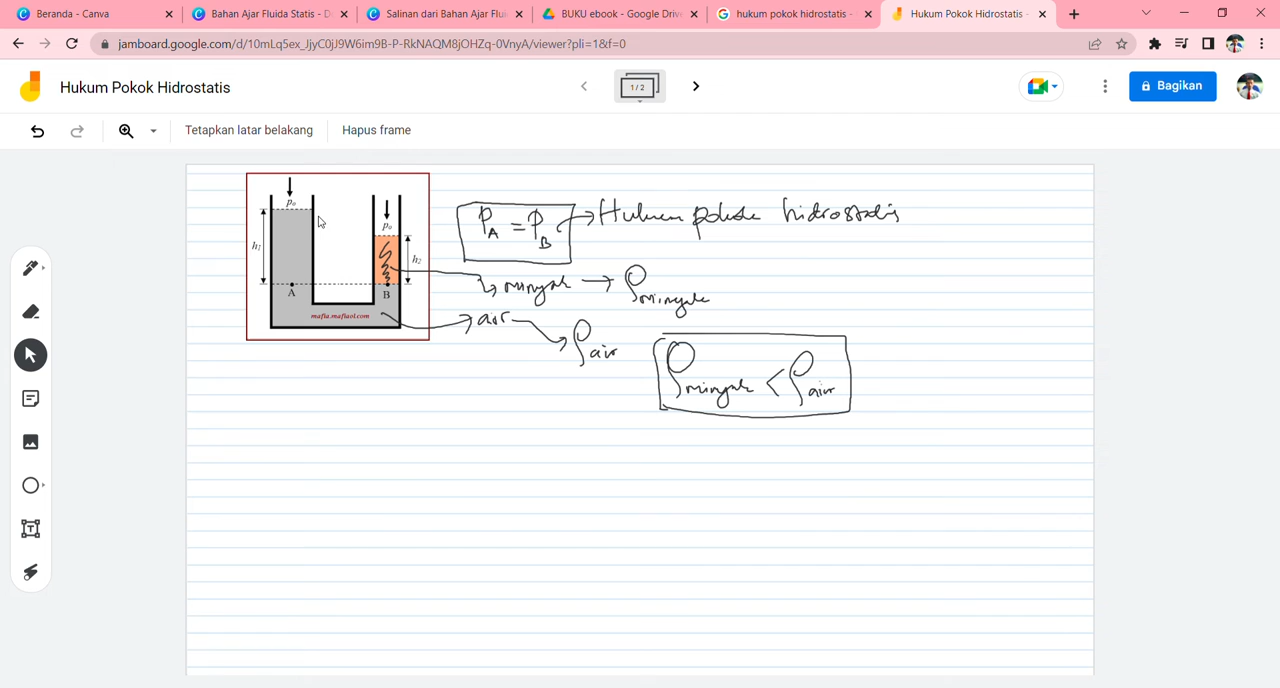 Beranda - Canva
Bahan Ajar Fluida Statis - D
Salinan dari Bahan Ajar Flui
BUKU ebook - Google Driv
hukum pokok hidrostatis -
Hukum Pokok Hidrostatis -
jamboard.google.com/d/10mLq5ex_JjyC0jJ9W6im9B-P-RkNAQM8jOHZq-0VnyA/viewer?pli=1&f=0
Hukum Pokok Hidrostatis
1 / 2
Bagikan
Tetapkan latar belakang
Hapus frame
p₀
p₀
h₁
h₂
A
B
mafia.mafiaol.com
P_A = P_B → Hukum pokok hidrostatis
minyak → ρ minyak
air → ρ air
ρ minyak < ρ air
T